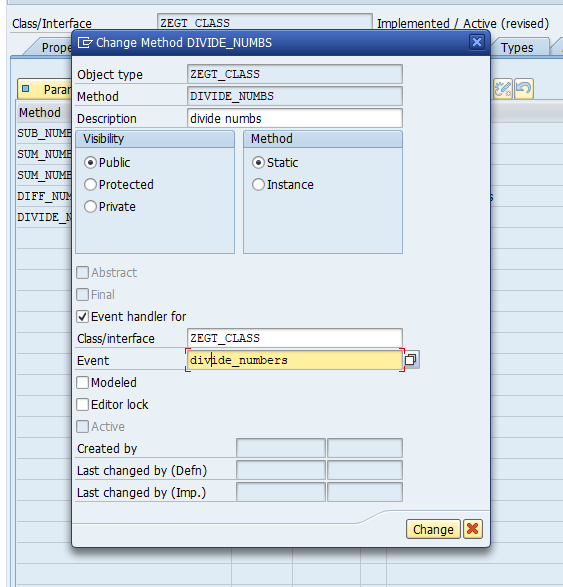 Class/Interface ZEGT_CLASS Implemented / Active (revised)
Prope Types
Change Method DIVIDE_NUMBS
Object type ZEGT_CLASS
Method DIVIDE_NUMBS
Description divide numbs
Param
Method
SUB_NUMB
SUM_NUMB
SUM_NUMB
DIFF_NUM
DIVIDE_N
Visibility Method
Public Static
Protected Instance
Private
Abstract
Final
Event handler for
Class/interface ZEGT_CLASS
Event divide_numbers
Modeled
Editor lock
Active
Created by
Last changed by (Defn)
Last changed by (Imp.)
Change